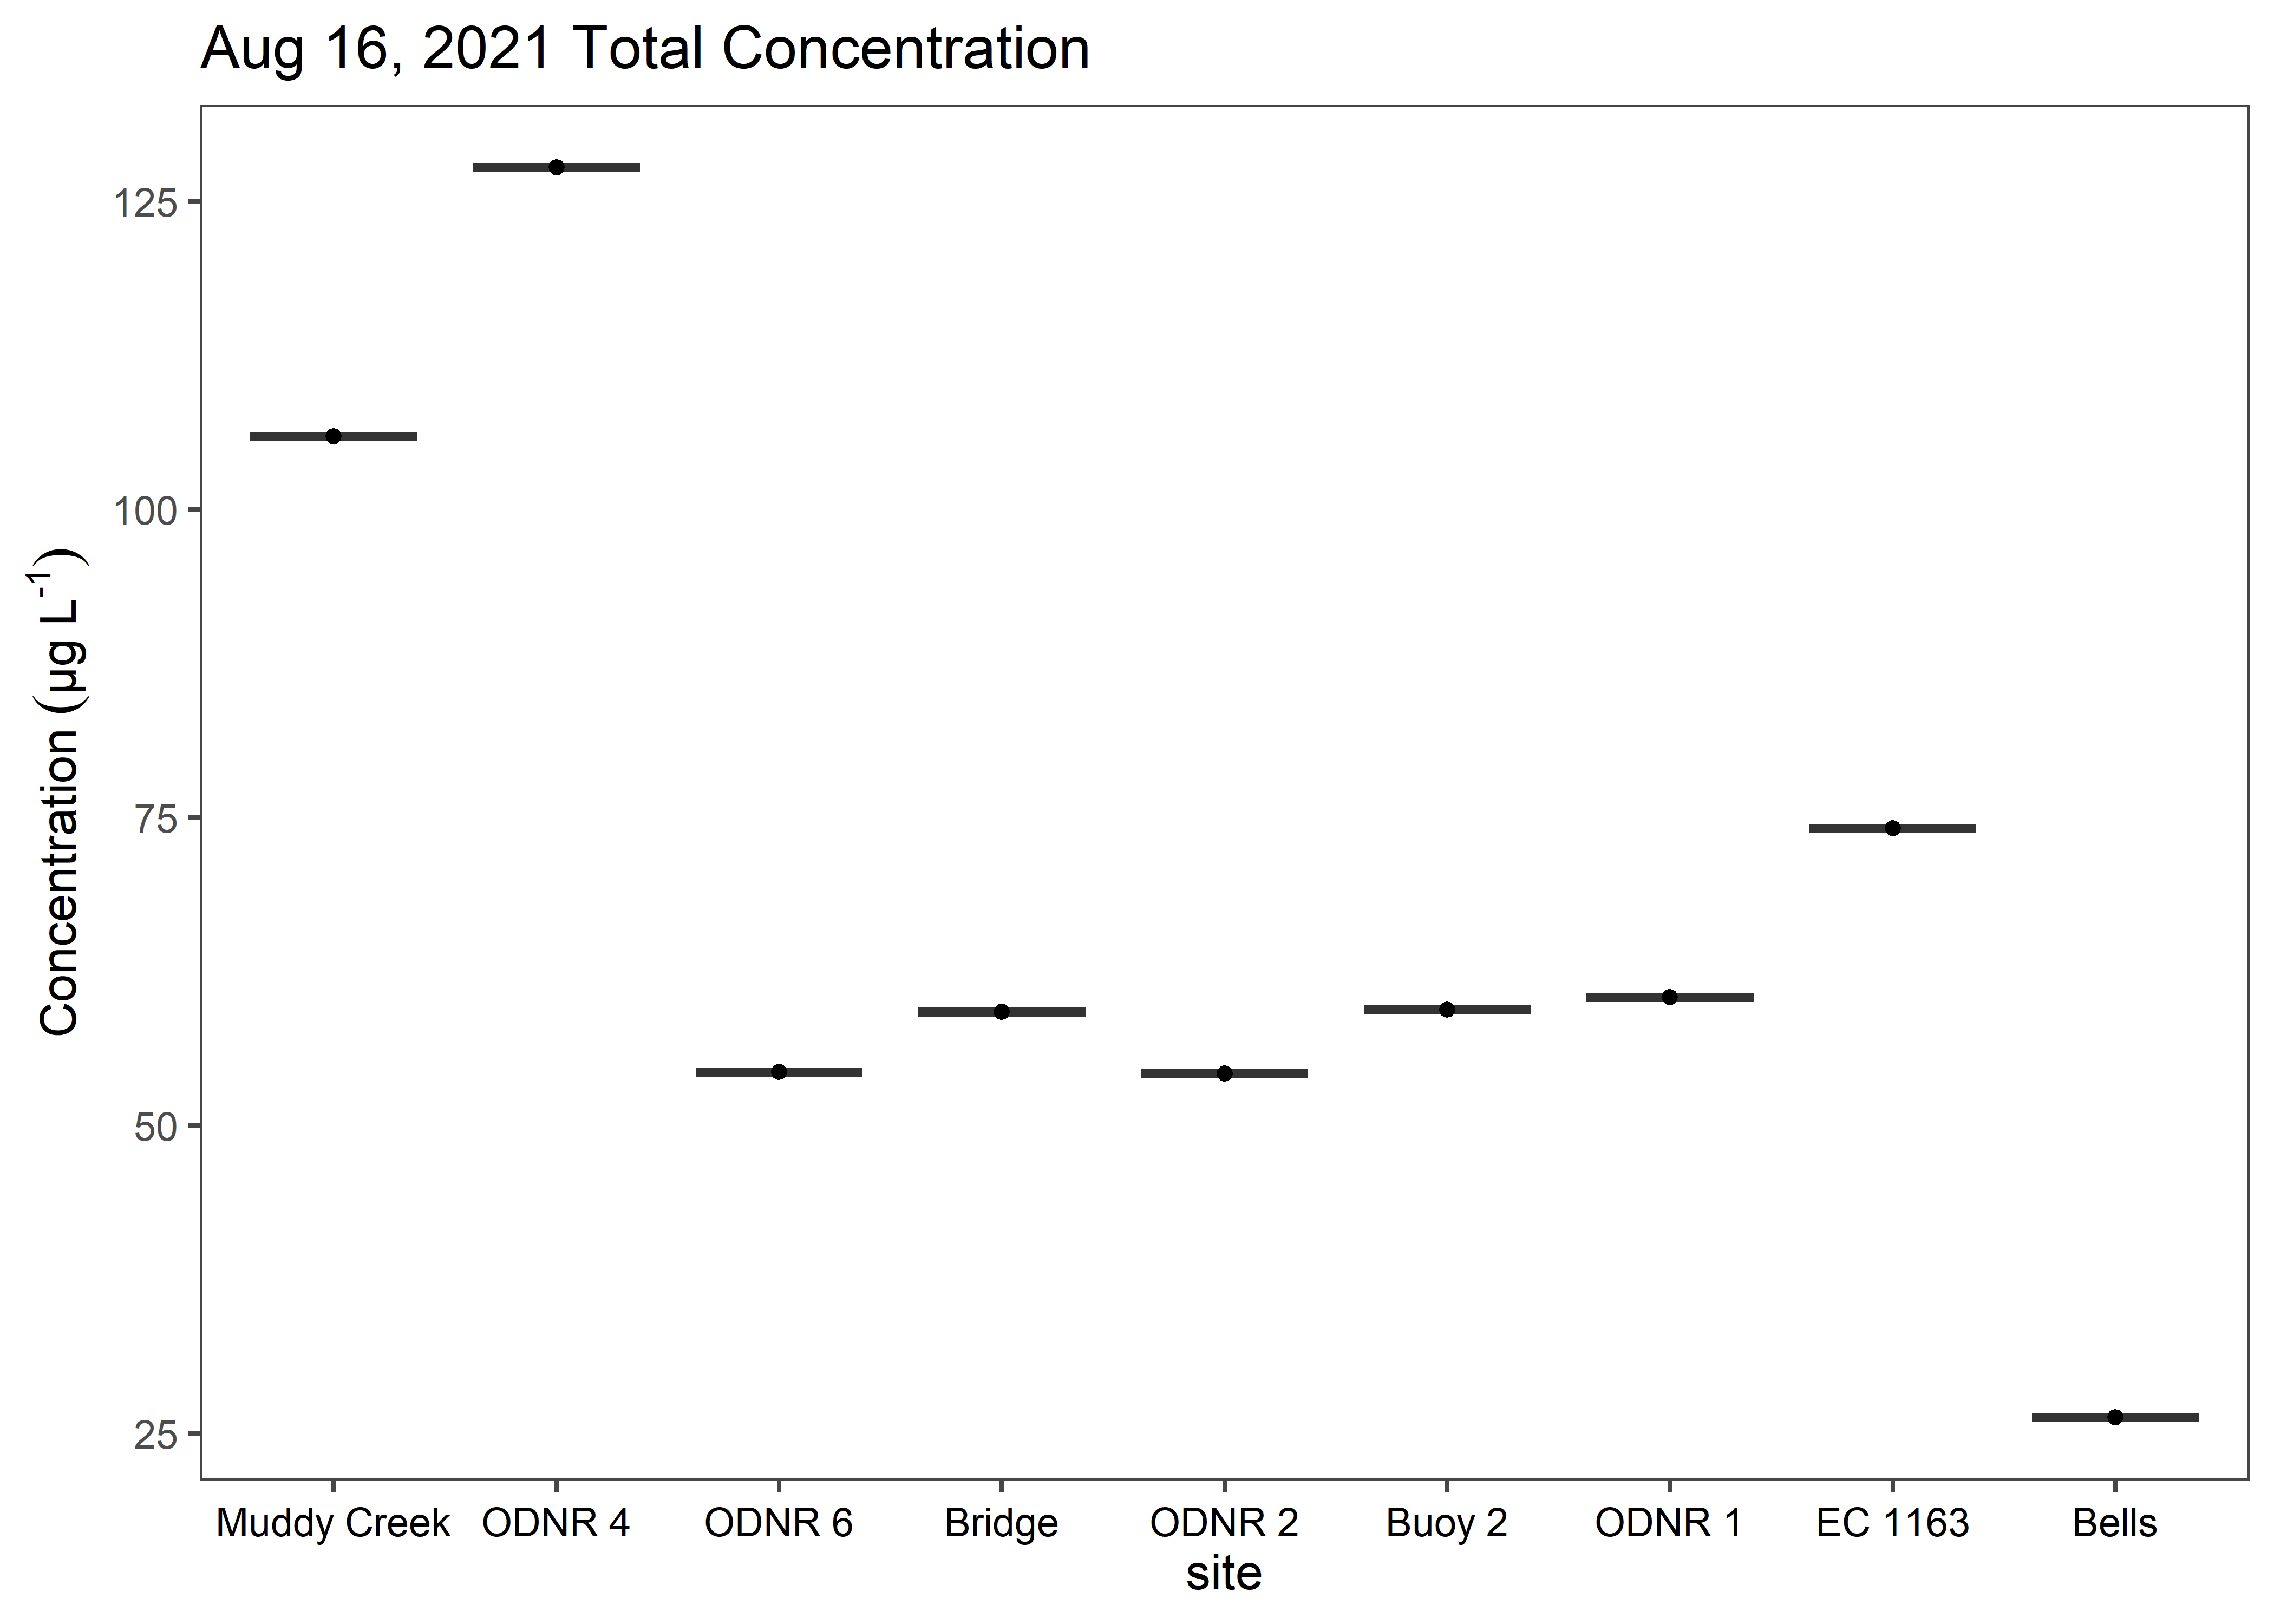 Aug 16, 2021 Total Concentration
Concentration (µg L⁻¹)
125
100
75
50
25
Muddy Creek ODNR 4 ODNR 6 Bridge ODNR 2 Buoy 2 ODNR 1 EC 1163 Bells
site